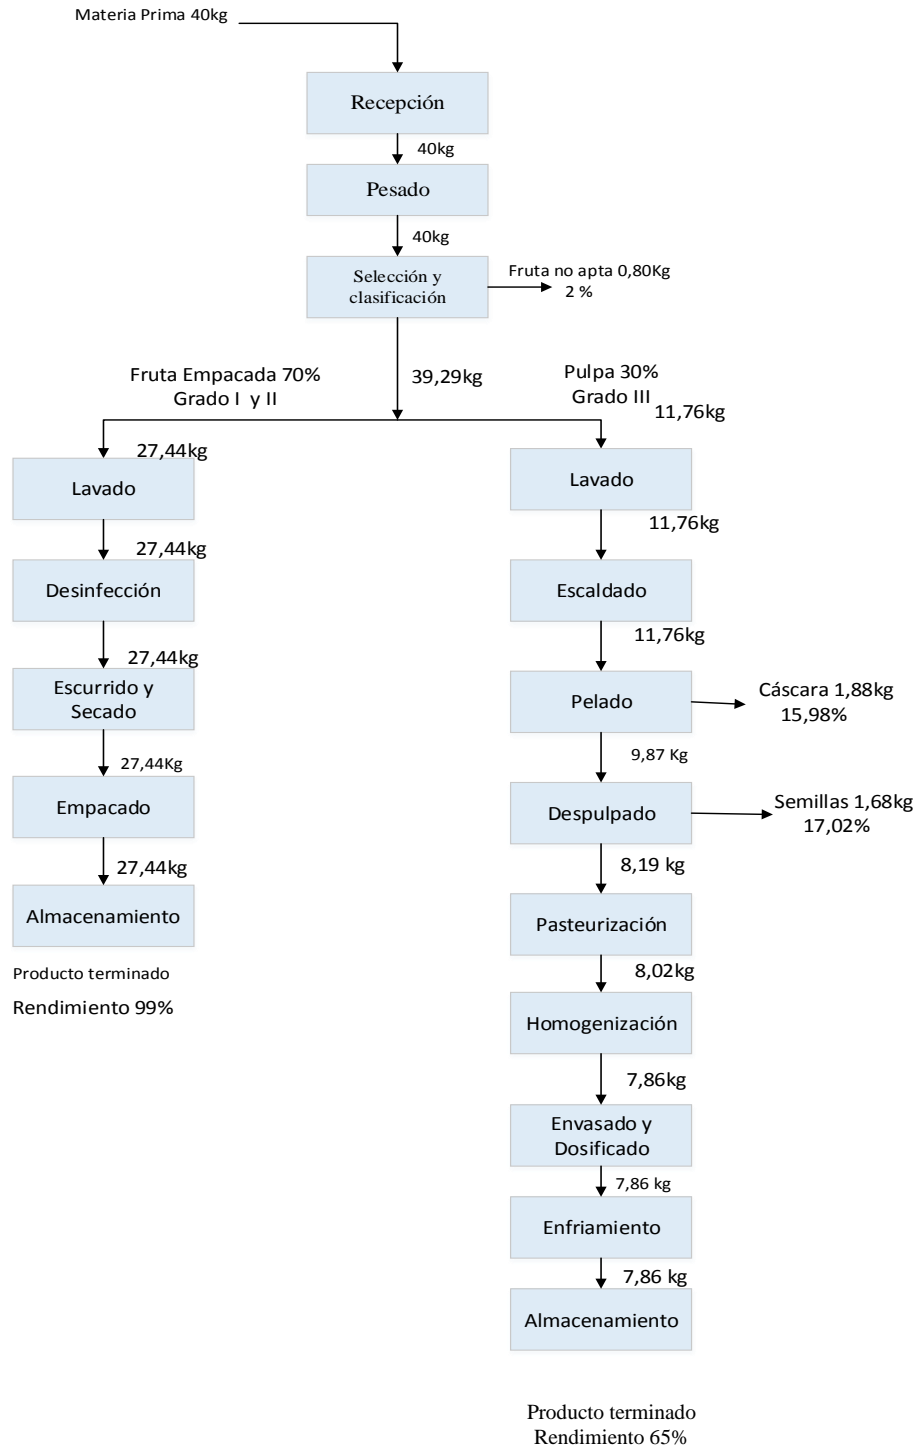 Materia Prima 40kg
Recepción
40kg
Pesado
40kg
Selección y
clasificación
Fruta no apta 0,80Kg
2 %
39,29kg
Fruta Empacada 70%
Grado I y II
Pulpa 30%
Grado III
11,76kg
27,44kg
Lavado
27,44kg
Desinfección
27,44kg
Escurrido y
Secado
27,44Kg
Empacado
27,44kg
Almacenamiento
Producto terminado
Rendimiento 99%
Lavado
11,76kg
Escaldado
11,76kg
Pelado
Cáscara 1,88kg
15,98%
9,87 Kg
Despulpado
Semillas 1,68kg
17,02%
8,19 kg
Pasteurización
8,02kg
Homogenización
7,86kg
Envasado y
Dosificado
7,86 kg
Enfriamiento
7,86 kg
Almacenamiento
Producto terminado
Rendimiento 65%